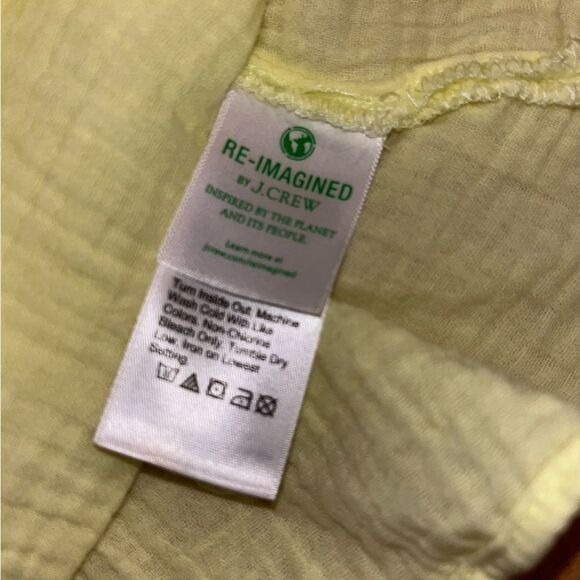 RE-IMAGINED
BY J.CREW
INSPIRED BY THE PLANET
AND ITS PEOPLE.
Learn more at
jcrew.com/reimagined
Turn Inside Out. Machine
Wash Cold With Like
Colors. Non-Chlorine
Bleach Only. Tumble Dry
Low. Iron on Lowest
Setting.